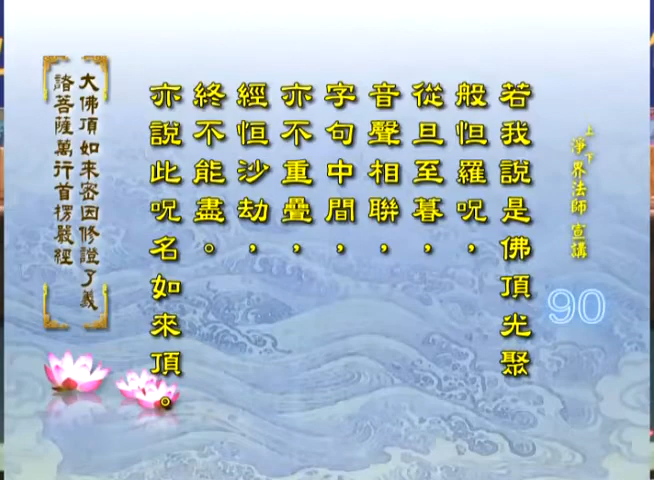 上淨下界法師 宣講
90
若我說是佛頂光聚
般怛羅呪，
從旦至暮，
音聲相聯，
字句中間，
亦不重疊，
經恒沙劫，
終不能盡。
亦說此呪名如來頂。
大佛頂如來密因修證了義
諸菩薩萬行首楞嚴經